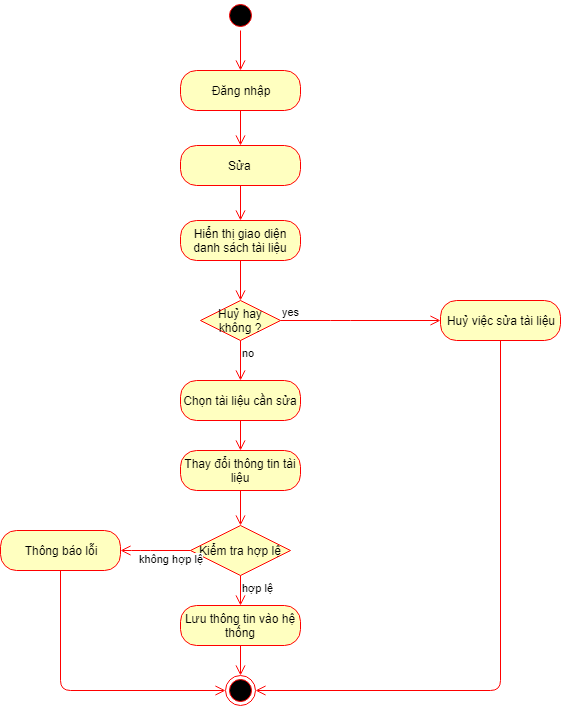 Đăng nhập
Sửa
Hiển thị giao diện
danh sách tài liệu
Huỷ hay
không ?
yes
Huỷ việc sửa tài liệu
no
Chọn tài liệu cần sửa
Thay đổi thông tin tài
liệu
Kiểm tra hợp lệ
không hợp lệ
Thông báo lỗi
hợp lệ
Lưu thông tin vào hệ
thống